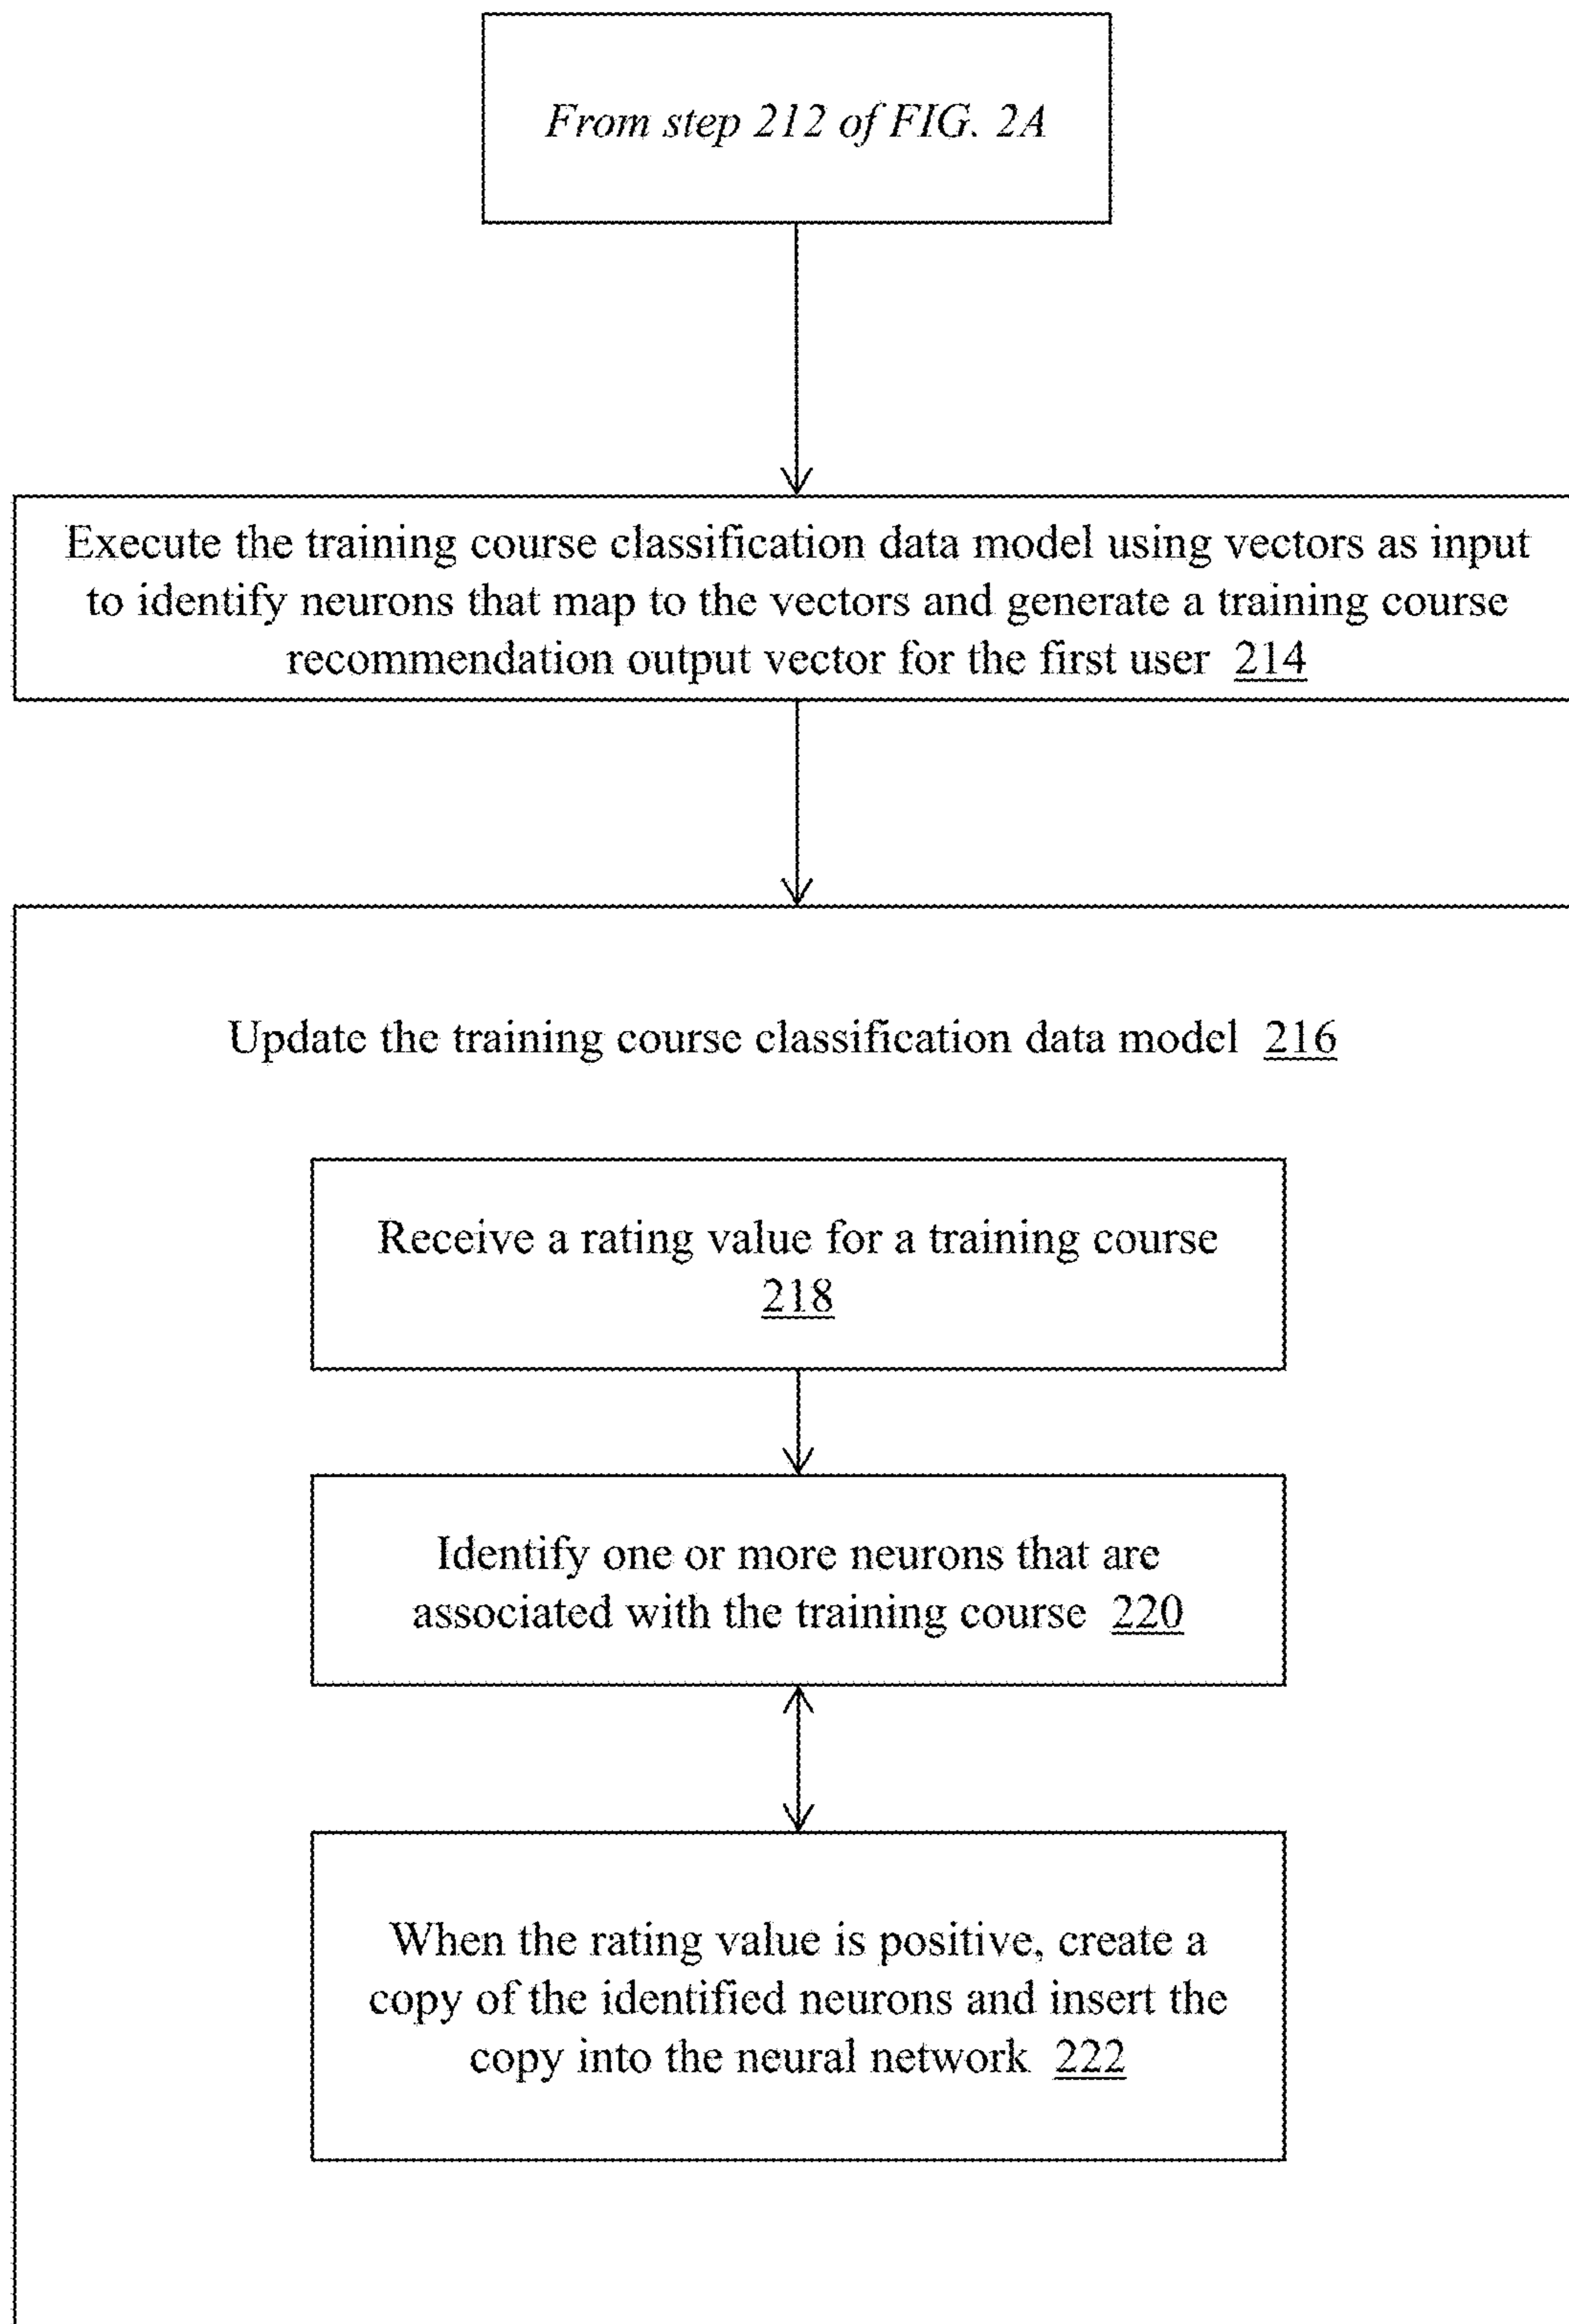 From step 212 of FIG. 2A
Execute the training course classification data model using vectors as input
to identify neurons that map to the vectors and generate a training course
recommendation output vector for the first user 214
Update the training course classification data model 216
Receive a rating value for a training course
218
Identify one or more neurons that are
associated with the training course 220
When the rating value is positive, create a
copy of the identified neurons and insert the
copy into the neural network 222